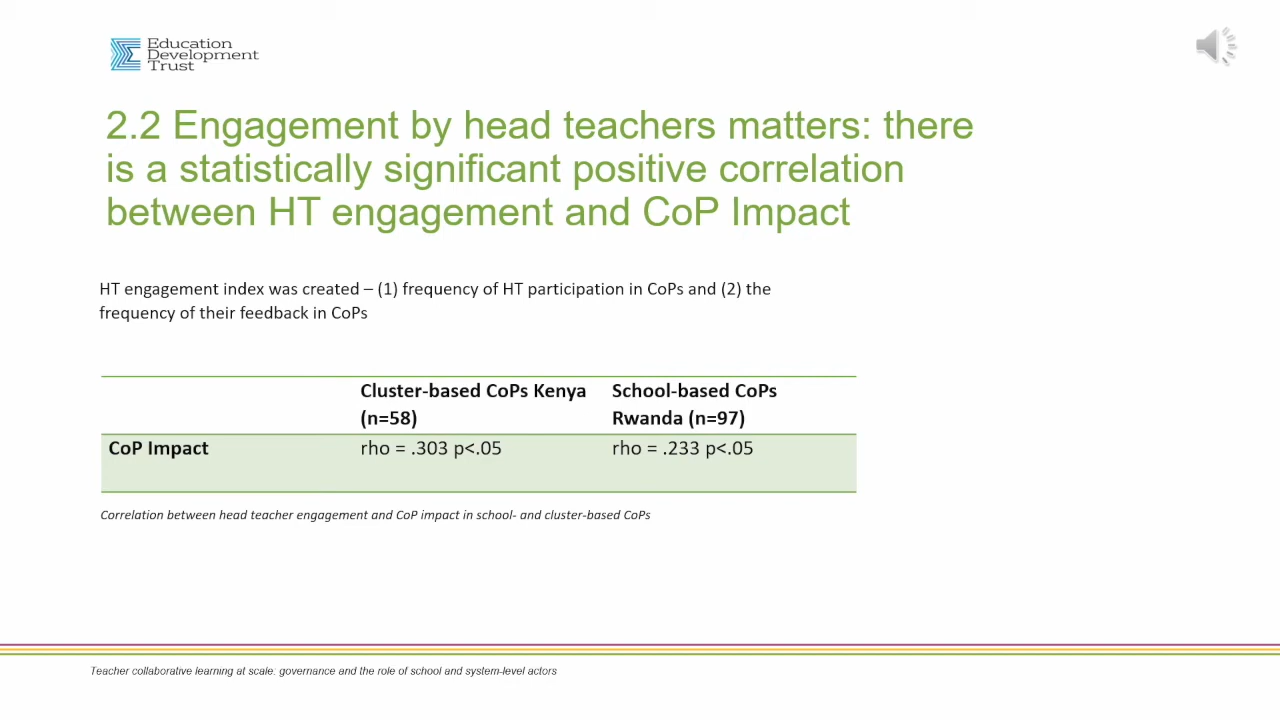 Education
Development
Trust
2.2 Engagement by head teachers matters: there
is a statistically significant positive correlation
between HT engagement and CoP Impact
HT engagement index was created – (1) frequency of HT participation in CoPs and (2) the
frequency of their feedback in CoPs
Cluster-based CoPs Kenya
(n=58)
School-based CoPs
Rwanda (n=97)
CoP Impact
rho = .303 p<.05
rho = .233 p<.05
Correlation between head teacher engagement and CoP impact in school- and cluster-based CoPs
Teacher collaborative learning at scale: governance and the role of school and system-level actors